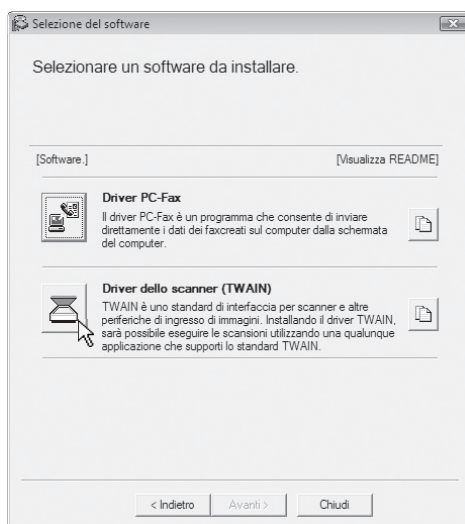 Selezione del software
Selezionare un software da installare.
[Software.] [Visualizza README]
Driver PC-Fax
Il driver PC-Fax è un programma che consente di inviare
direttamente i dati dei faxcreati sul computer dalla schermata
del computer.
Driver dello scanner (TWAIN)
TWAIN è uno standard di interfaccia per scanner e altre
periferiche di ingresso di immagini. Installando il driver TWAIN,
sarà possibile eseguire le scansioni utilizzando una qualunque
applicazione che supporti lo standard TWAIN.
< Indietro Avanti > Chiudi